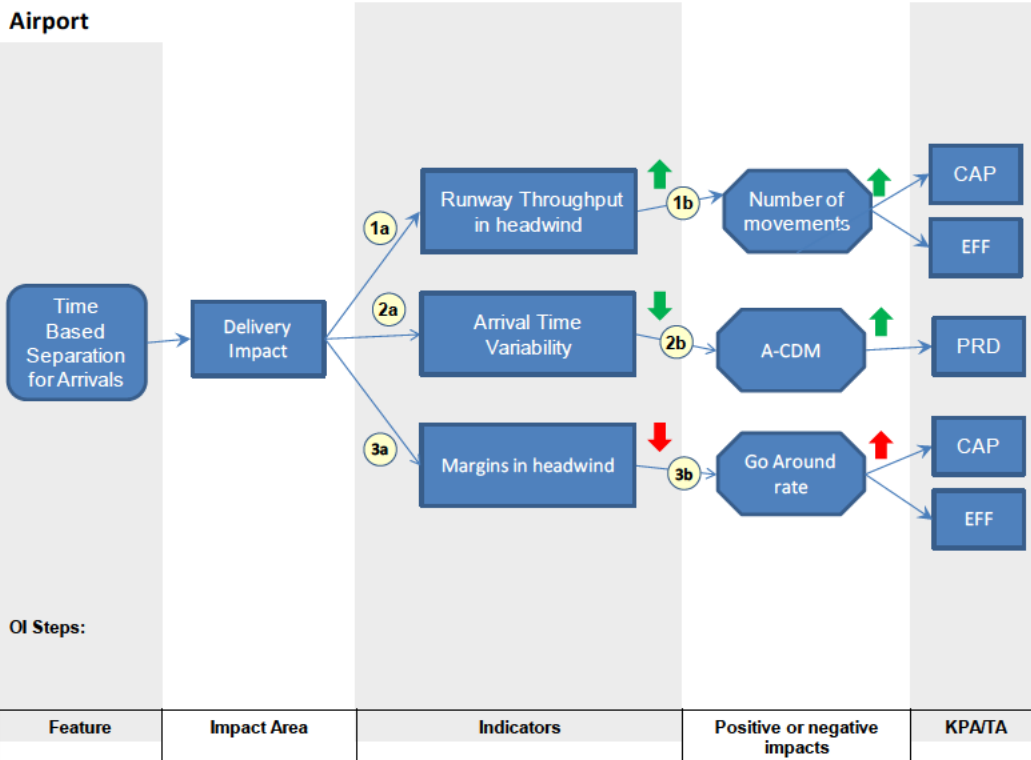 Airport
Time
Based
Separation
for Arrivals
Delivery
Impact
1a
2a
3a
Runway Throughput
in headwind
Arrival Time
Variability
Margins in headwind
1b
2b
3b
Number of
movements
A-CDM
Go Around
rate
CAP
EFF
PRD
CAP
EFF
OI Steps:
Feature
Impact Area
Indicators
Positive or negative
impacts
KPA/TA